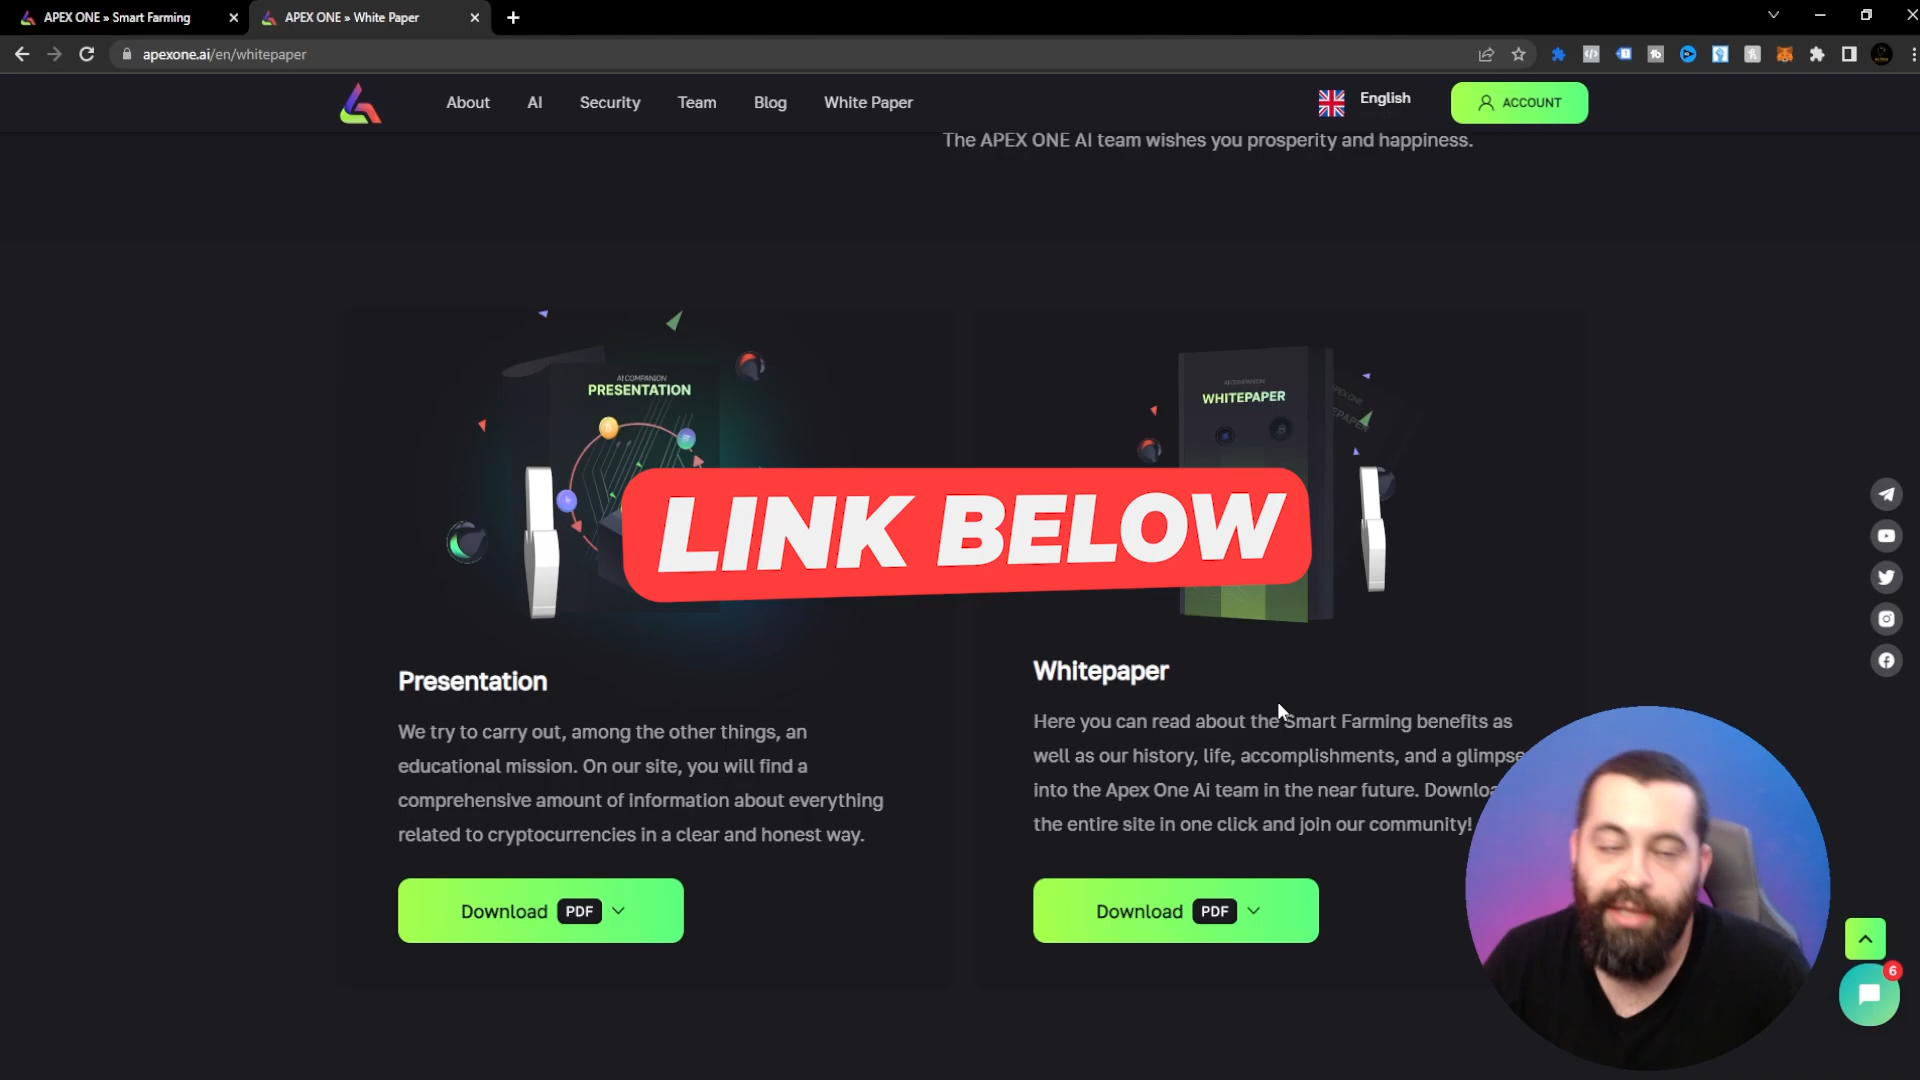 APEX ONE » Smart Farming
APEX ONE » White Paper
apexone.ai/en/whitepaper
About
AI
Security
Team
Blog
White Paper
English
ACCOUNT
The APEX ONE AI team wishes you prosperity and happiness.
AI COMPANION
PRESENTATION
AI COMPANION
WHITEPAPER
LINK BELOW
Presentation
We try to carry out, among the other things, an
educational mission. On our site, you will find a
comprehensive amount of information about everything
related to cryptocurrencies in a clear and honest way.
Download PDF
Whitepaper
Here you can read about the Smart Farming benefits as
well as our history, life, accomplishments, and a glimpse
into the Apex One Ai team in the near future. Downloa
the entire site in one click and join our community!
Download PDF
6